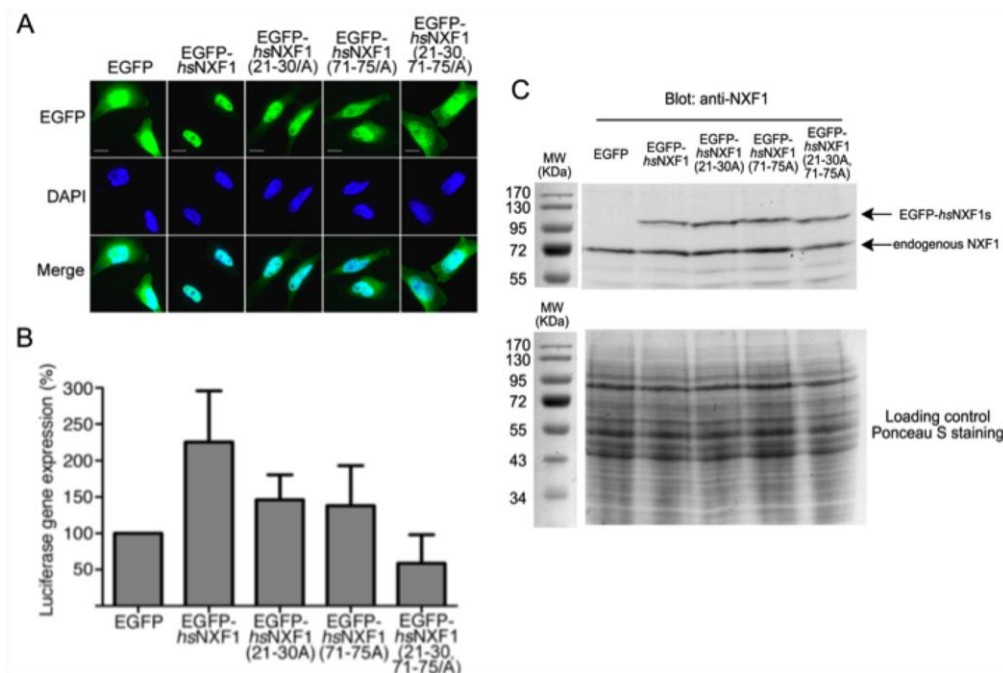 A
EGFP
EGFP-
hsNXF1
EGFP-
hsNXF1
(21-30/A)
EGFP-
hsNXF1
(71-75/A)
EGFP-
hsNXF1
(21-30,
71-75/A)
EGFP
DAPI
Merge
B
Luciferase gene expression (%)
300
250
200
150
100
50
EGFP
EGFP-
hsNXF1
EGFP-
hsNXF1
(21-30A)
EGFP-
hsNXF1
(71-75A)
EGFP-
hsNXF1
(21-30,
71-75/A)
C
Blot: anti-NXF1
MW
(KDa)
EGFP
EGFP-
hsNXF1
EGFP-
hsNXF1
(21-30A)
EGFP-
hsNXF1
(71-75A)
EGFP-
hsNXF1
(21-30A,
71-75A)
170
130
95
72
55
EGFP-hsNXF1s
endogenous NXF1
MW
(KDa)
170
130
95
72
55
43
34
Loading control
Ponceau S staining